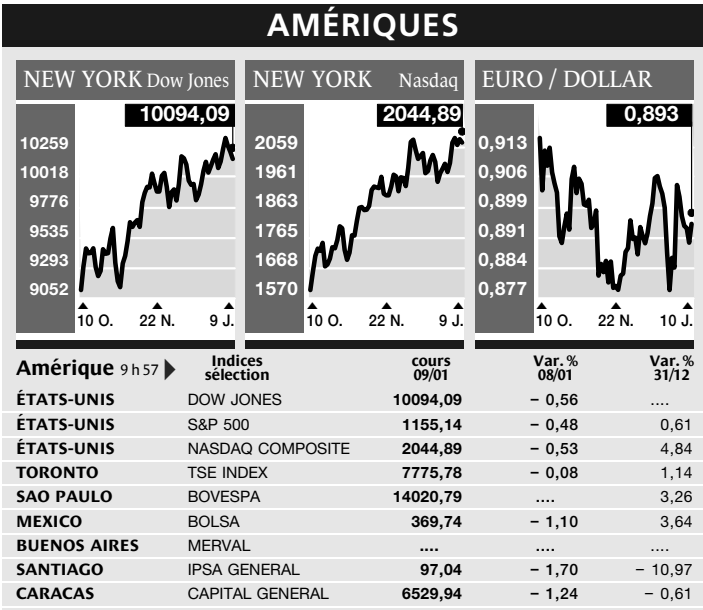 AMÉRIQUES
NEW YORK Dow Jones
10094,09
10259
10018
9776
9535
9293
9052
10 O. 22 N. 9 J.
NEW YORK Nasdaq
2044,89
2059
1961
1863
1765
1668
1570
10 O. 22 N. 9 J.
EURO / DOLLAR
0,893
0,913
0,906
0,899
0,891
0,884
0,877
10 O. 22 N. 10 J.
Amérique 9 h 57 Indices sélection cours 09/01 Var. % 08/01 Var. % 31/12
ÉTATS-UNIS DOW JONES 10094,09 – 0,56 ....
ÉTATS-UNIS S&P 500 1155,14 – 0,48 0,61
ÉTATS-UNIS NASDAQ COMPOSITE 2044,89 – 0,53 4,84
TORONTO TSE INDEX 7775,78 – 0,08 1,14
SAO PAULO BOVESPA 14020,79 .... 3,26
MEXICO BOLSA 369,74 – 1,10 3,64
BUENOS AIRES MERVAL .... .... ....
SANTIAGO IPSA GENERAL 97,04 – 1,70 – 10,97
CARACAS CAPITAL GENERAL 6529,94 – 1,24 – 0,61